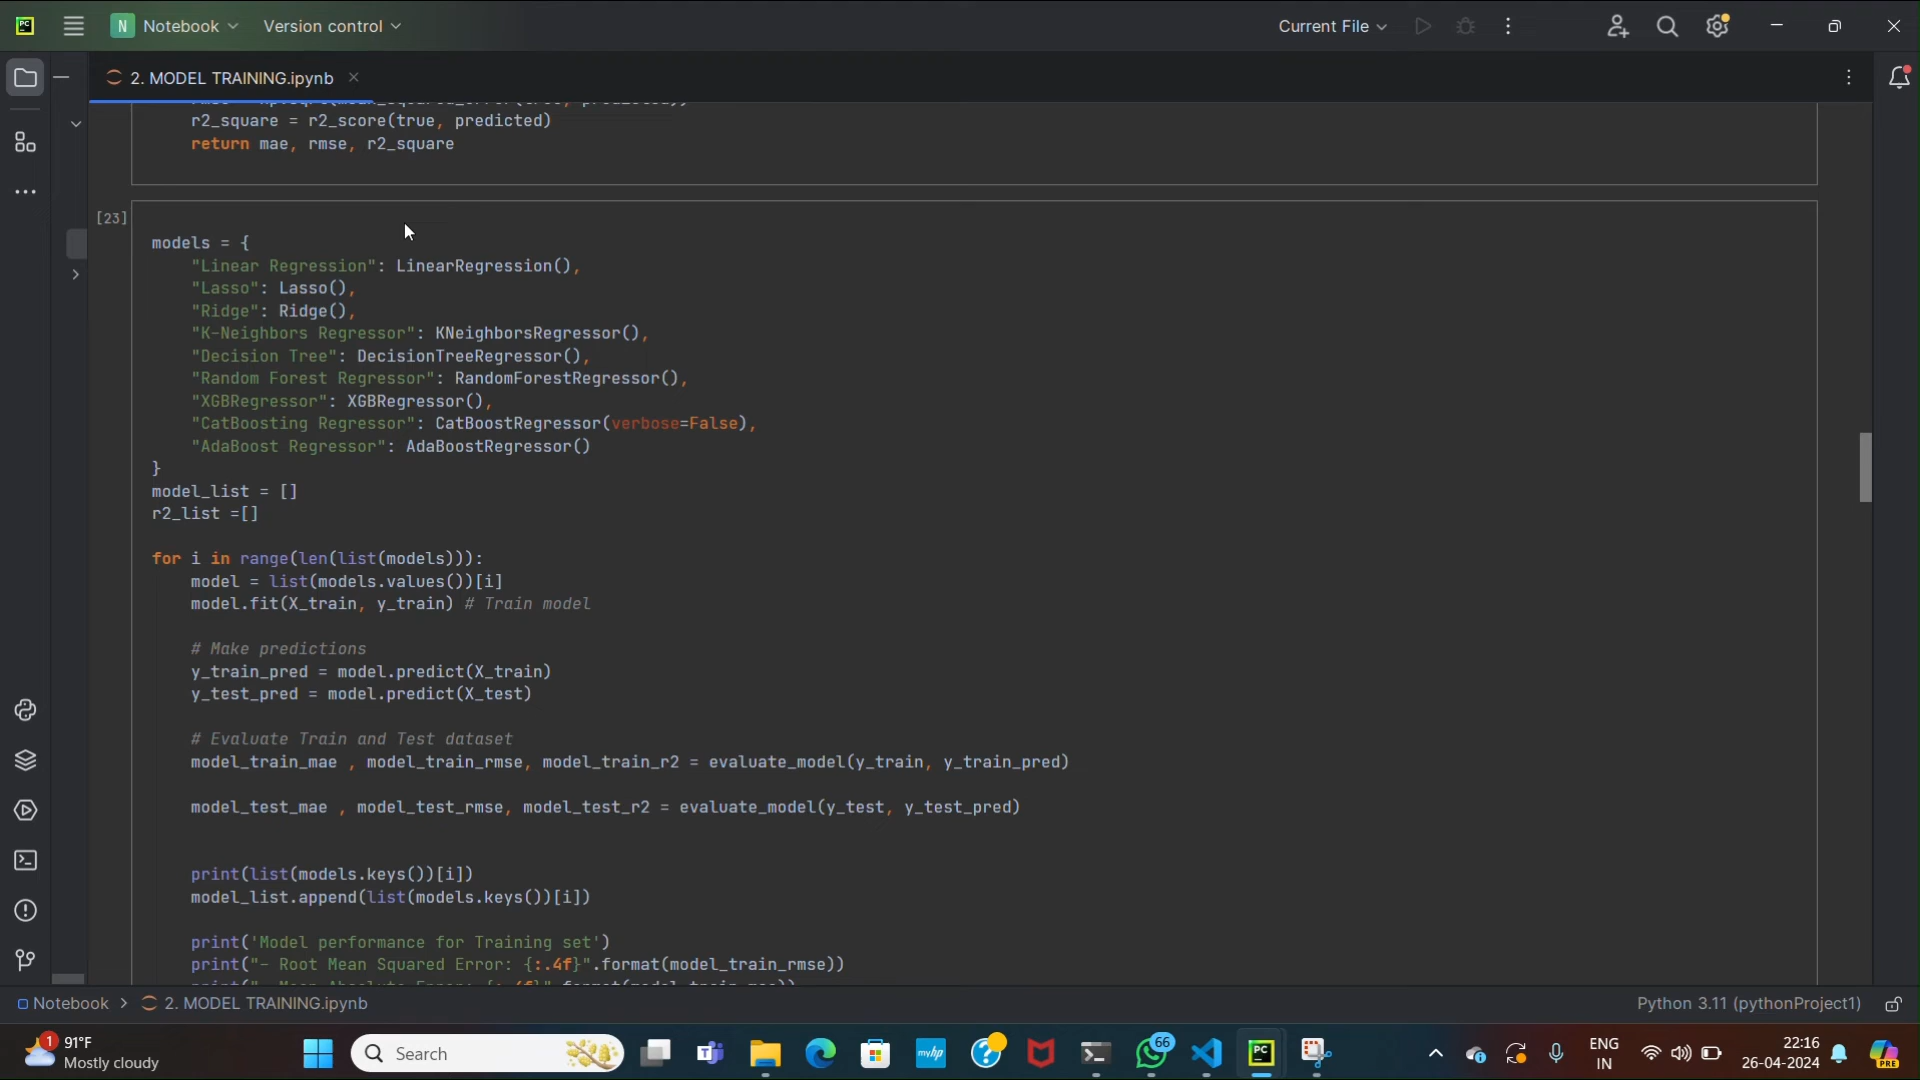 PC N Notebook Version control Current File
2. MODEL TRAINING.ipynb
r2_square = r2_score(true, predicted)
return mae, rmse, r2_square
[23]
models = {
"Linear Regression": LinearRegression(),
"Lasso": Lasso(),
"Ridge": Ridge(),
"K-Neighbors Regressor": KNeighborsRegressor(),
"Decision Tree": DecisionTreeRegressor(),
"Random Forest Regressor": RandomForestRegressor(),
"XGBRegressor": XGBRegressor(),
"CatBoosting Regressor": CatBoostRegressor(verbose=False),
"AdaBoost Regressor": AdaBoostRegressor()
}
model_list = []
r2_list =[]
for i in range(len(list(models))):
model = list(models.values())[i]
model.fit(X_train, y_train) # Train model
# Make predictions
y_train_pred = model.predict(X_train)
y_test_pred = model.predict(X_test)
# Evaluate Train and Test dataset
model_train_mae , model_train_rmse, model_train_r2 = evaluate_model(y_train, y_train_pred)
model_test_mae , model_test_rmse, model_test_r2 = evaluate_model(y_test, y_test_pred)
print(list(models.keys())[i])
model_list.append(list(models.keys())[i])
print('Model performance for Training set')
print("- Root Mean Squared Error: {:.4f}".format(model_train_rmse))
Notebook > 2. MODEL TRAINING.ipynb Python 3.11 (pythonProject1)
1 91°F
Mostly cloudy
Search
myhp
66
PC
ENG
IN
22:16
26-04-2024
PRE